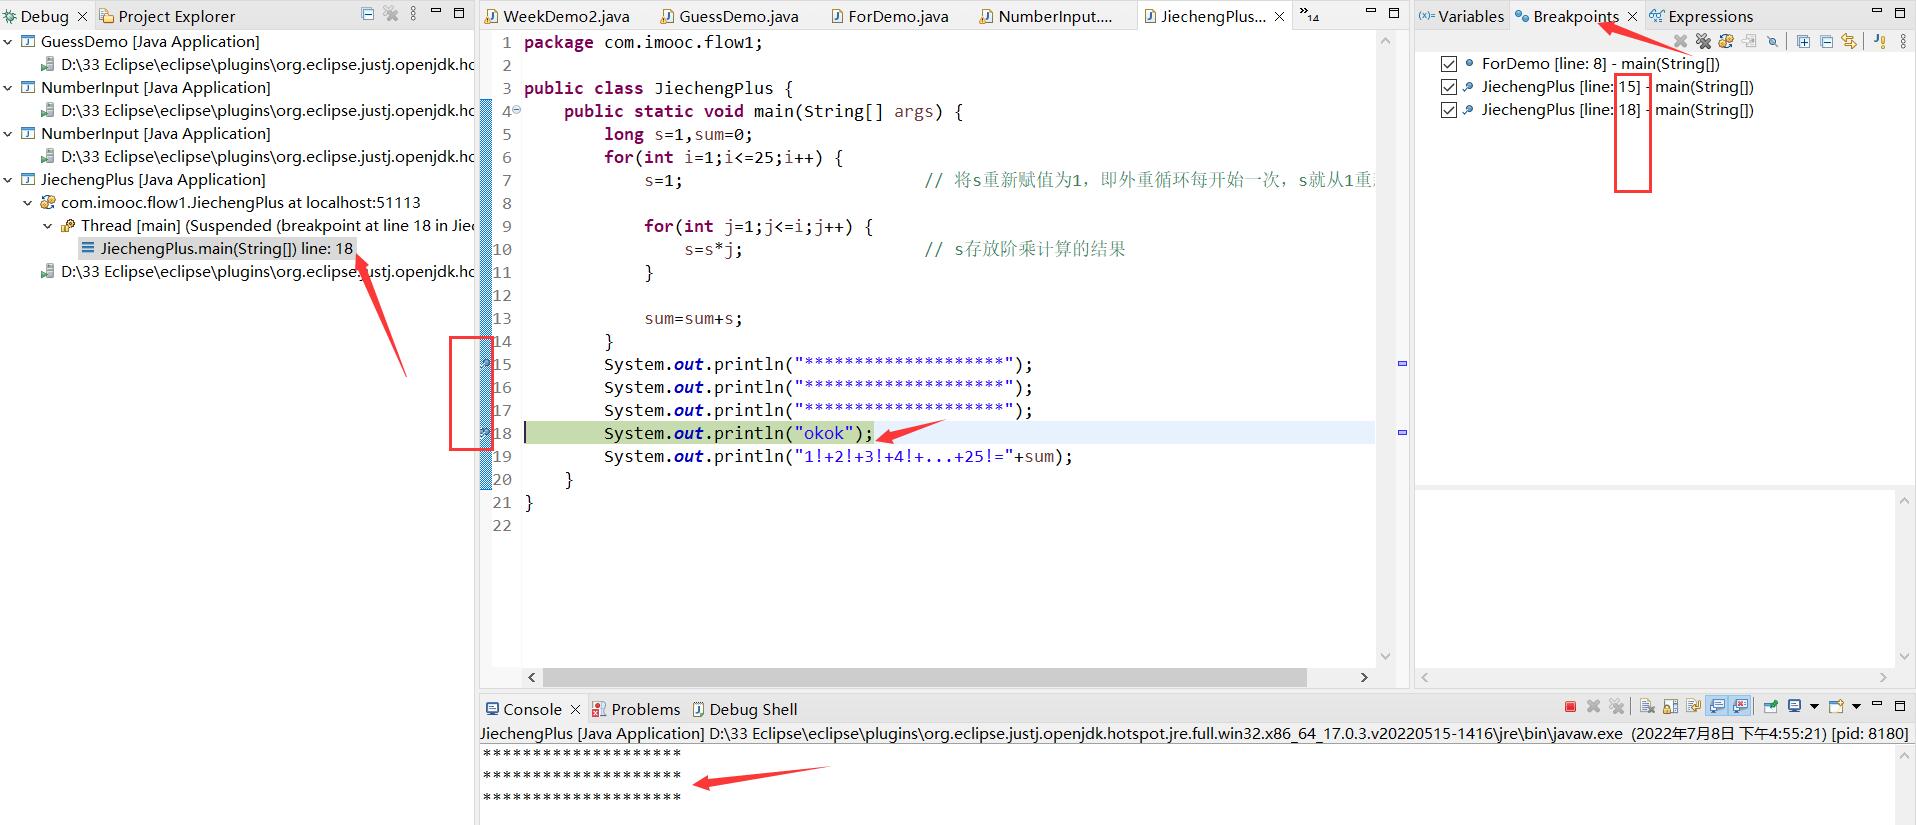 Debug
Project Explorer
GuessDemo [Java Application]
D:\33 Eclipse\eclipse\plugins\org.eclipse.justj.openjdk.ho
NumberInput [Java Application]
D:\33 Eclipse\eclipse\plugins\org.eclipse.justj.openjdk.ho
NumberInput [Java Application]
D:\33 Eclipse\eclipse\plugins\org.eclipse.justj.openjdk.ho
JiechengPlus [Java Application]
com.imooc.flow1.JiechengPlus at localhost:51113
Thread [main] (Suspended (breakpoint at line 18 in Jiec
JiechengPlus.main(String[]) line: 18
D:\33 Eclipse\eclipse\plugins\org.eclipse.justj.openjdk.ho
WeekDemo2.java
GuessDemo.java
ForDemo.java
NumberInput....
JiechengPlus...
»14
1 package com.imooc.flow1;
2
3 public class JiechengPlus {
4 public static void main(String[] args) {
5 long s=1,sum=0;
6 for(int i=1;i<=25;i++) {
7 s=1; // 将s重新赋值为1，即外重循环每开始一次，s就从1重
8
9 for(int j=1;j<=i;j++) {
10 s=s*j; // s存放阶乘计算的结果
11 }
12
13 sum=sum+s;
14 }
15 System.out.println("********************");
16 System.out.println("********************");
17 System.out.println("********************");
18 System.out.println("okok");
19 System.out.println("1!+2!+3!+4!+...+25!="+sum);
20 }
21 }
22
Variables
Breakpoints
Expressions
ForDemo [line: 8] - main(String[])
JiechengPlus [line: 15] - main(String[])
JiechengPlus [line: 18] - main(String[])
Console
Problems
Debug Shell
JiechengPlus [Java Application] D:\33 Eclipse\eclipse\plugins\org.eclipse.justj.openjdk.hotspot.jre.full.win32.x86_64_17.0.3.v20220515-1416\jre\bin\javaw.exe (2022年7月8日 下午4:55:21) [pid: 8180]
********************
********************
********************